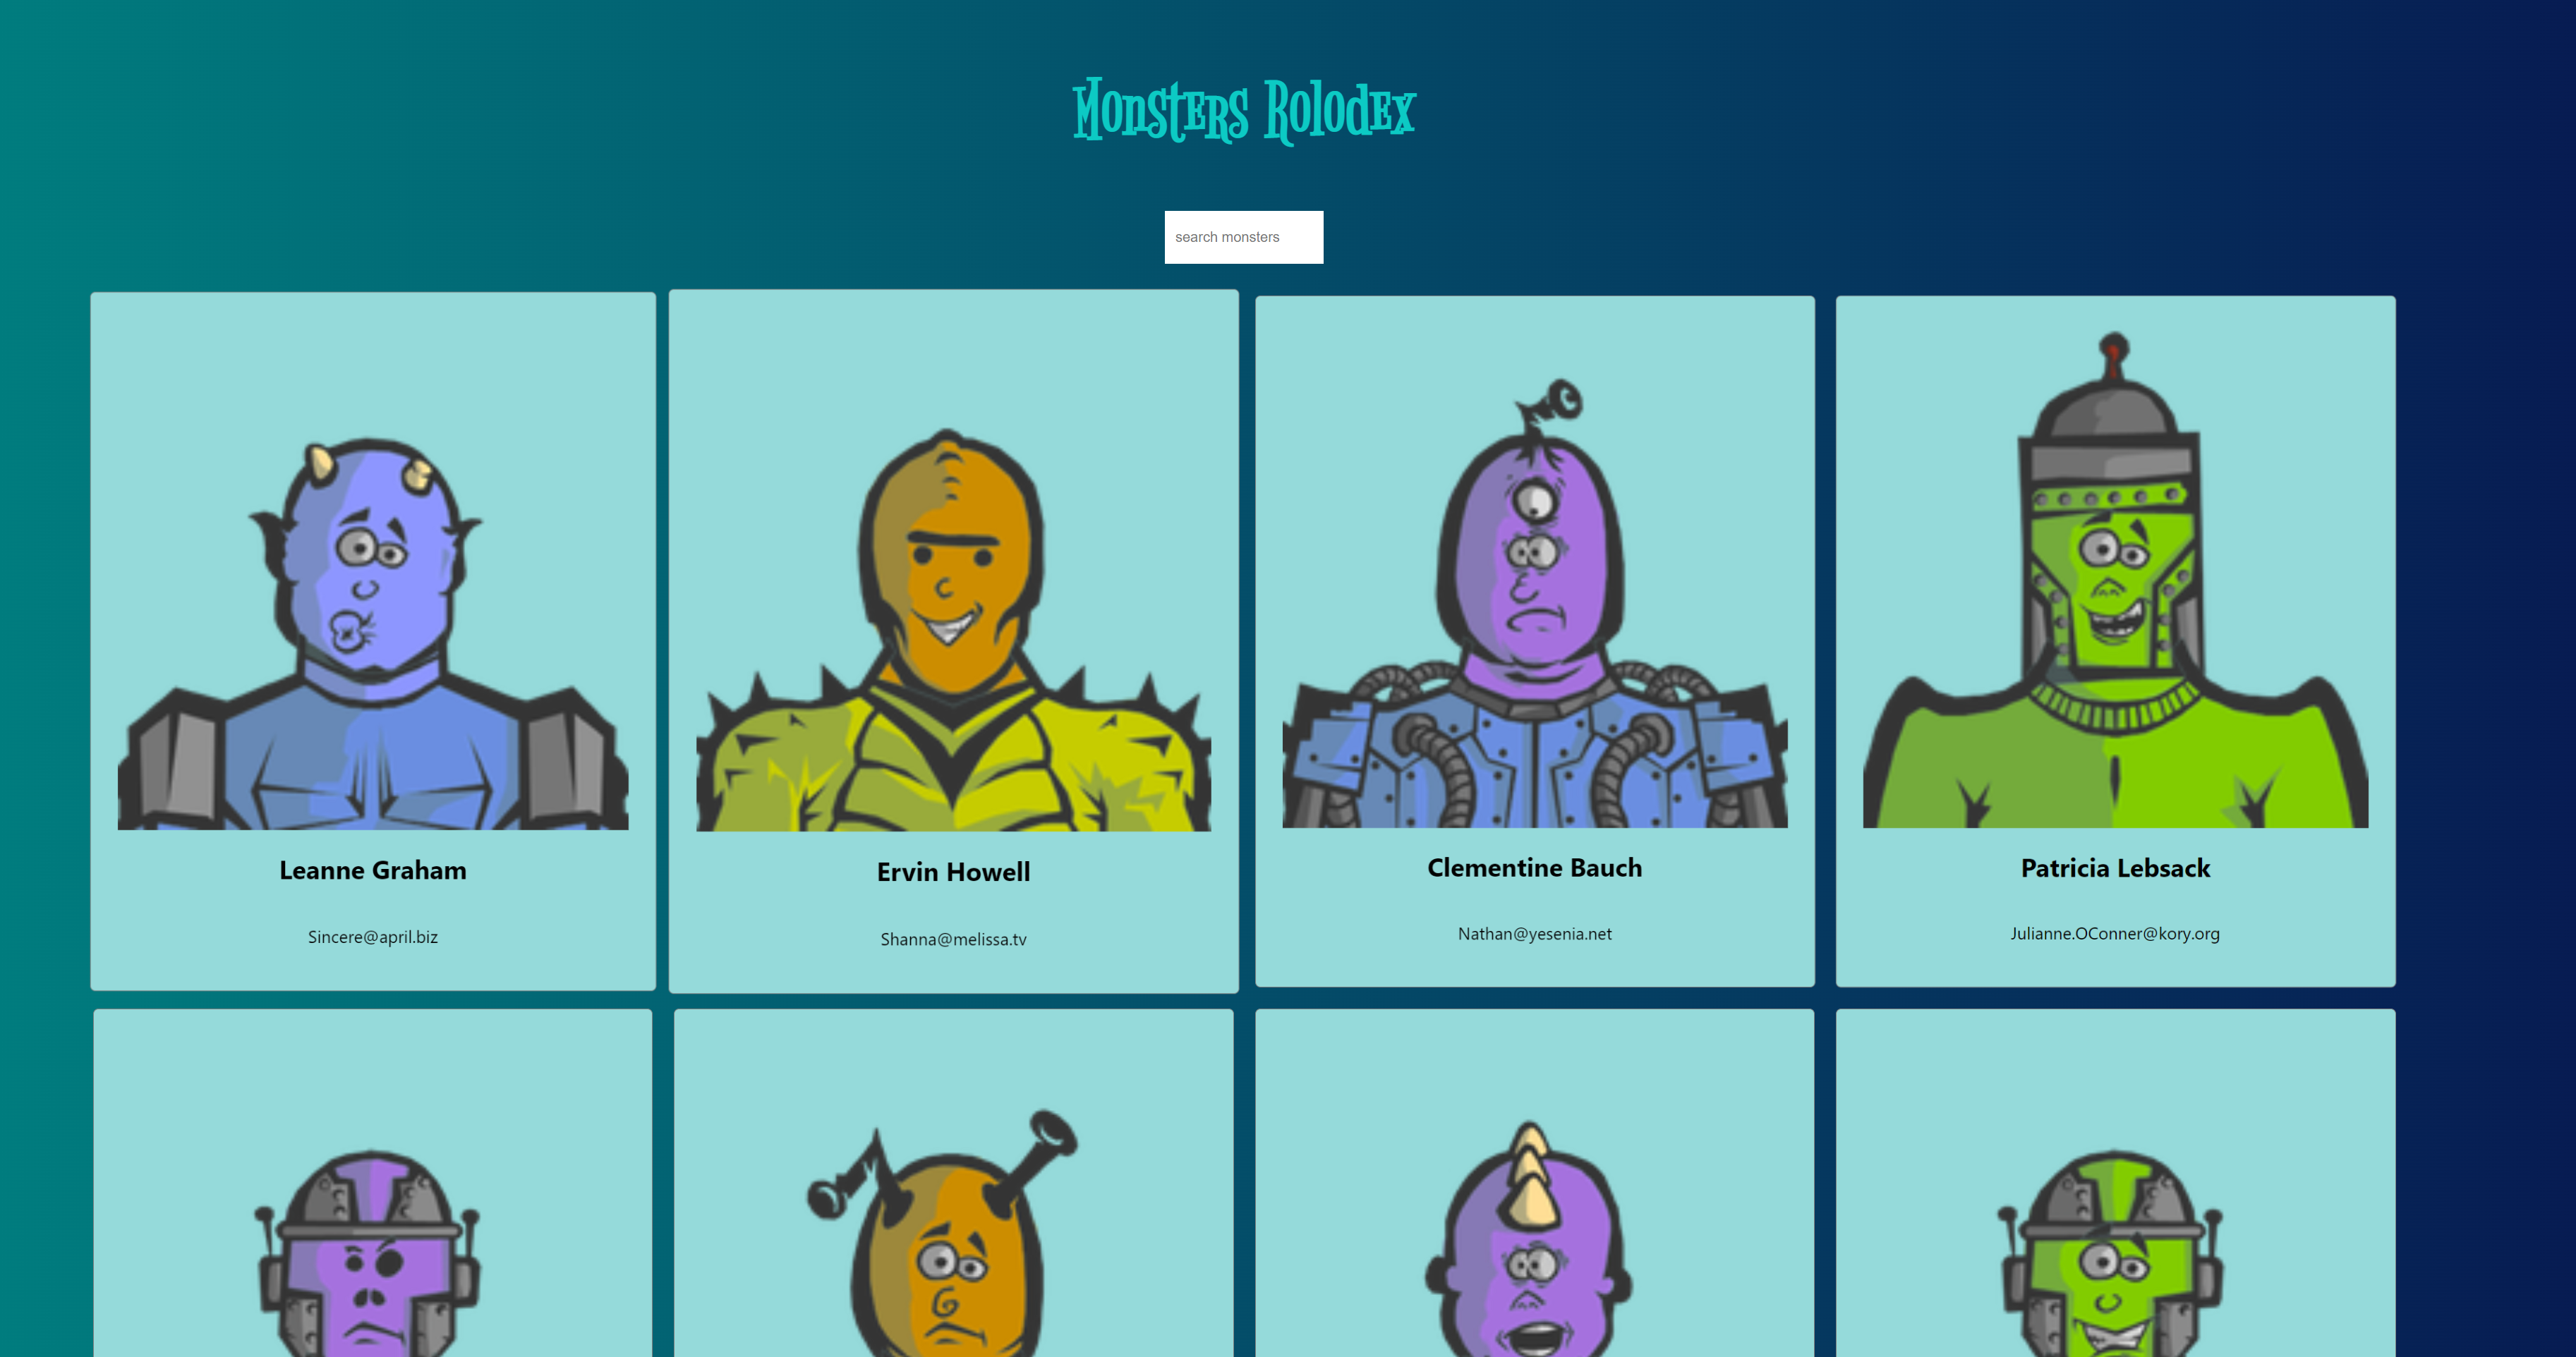 Monsters Rolodex
search monsters
Leanne Graham
Ervin Howell
Clementine Bauch
Patricia Lebsack
Sincere@april.biz
Shanna@melissa.tv
Nathan@yesenia.net
Julianne.OConner@kory.org